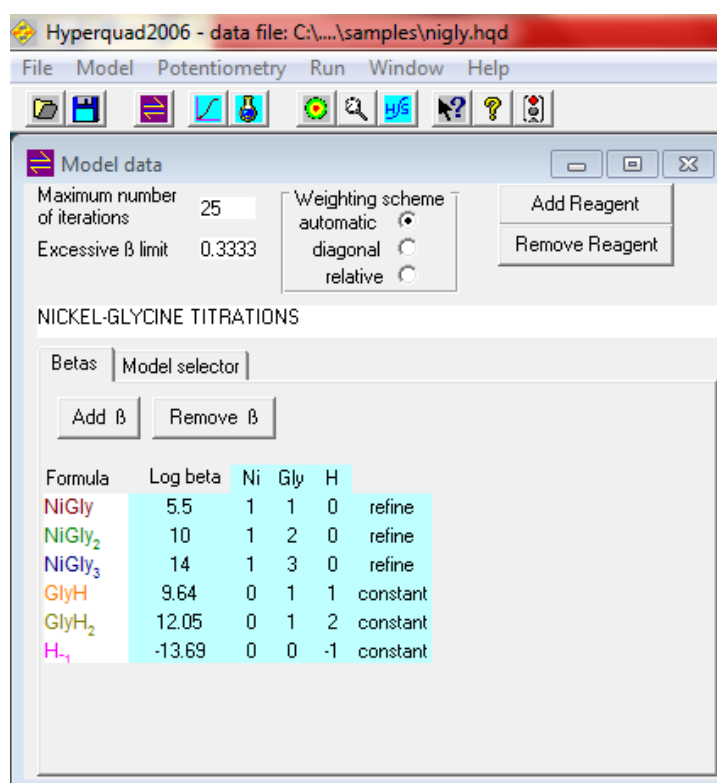 Hyperquad2006 - data file: C:\....\samples\nigly.hqd
File Model Potentiometry Run Window Help
H/S ? ?
Model data
Maximum number of iterations 25
Excessive ß limit 0.3333
Weighting scheme
automatic
diagonal
relative
Add Reagent
Remove Reagent
NICKEL-GLYCINE TITRATIONS
Betas Model selector
Add ß Remove ß
Formula Log beta Ni Gly H
NiGly 5.5 1 1 0 refine
NiGly₂ 10 1 2 0 refine
NiGly₃ 14 1 3 0 refine
GlyH 9.64 0 1 1 constant
GlyH₂ 12.05 0 1 2 constant
H₋₁ -13.69 0 0 -1 constant